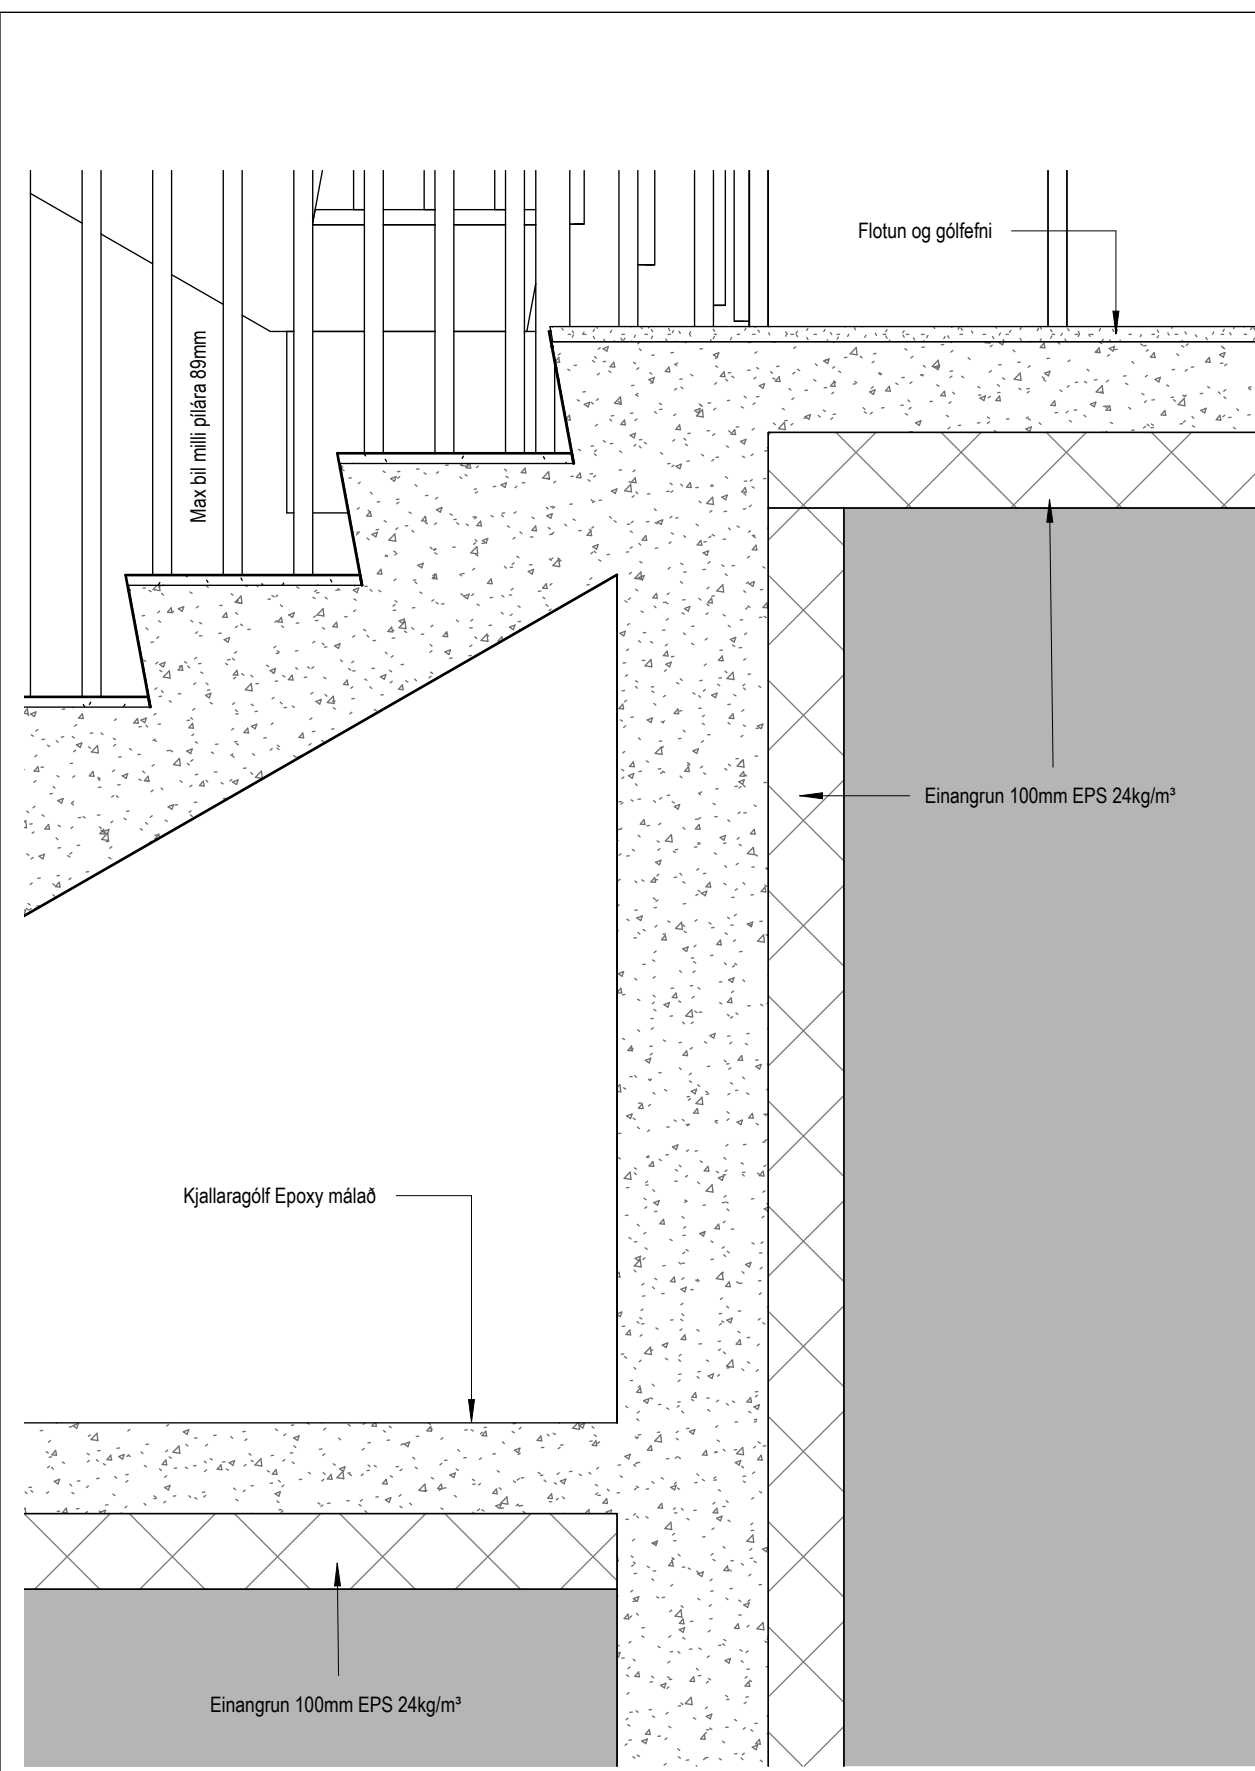 Flotun og gólfefni
Max bil milli pílára 89mm
Einangrun 100mm EPS 24kg/m³
Kjallaragólf Epoxy málað
Einangrun 100mm EPS 24kg/m³